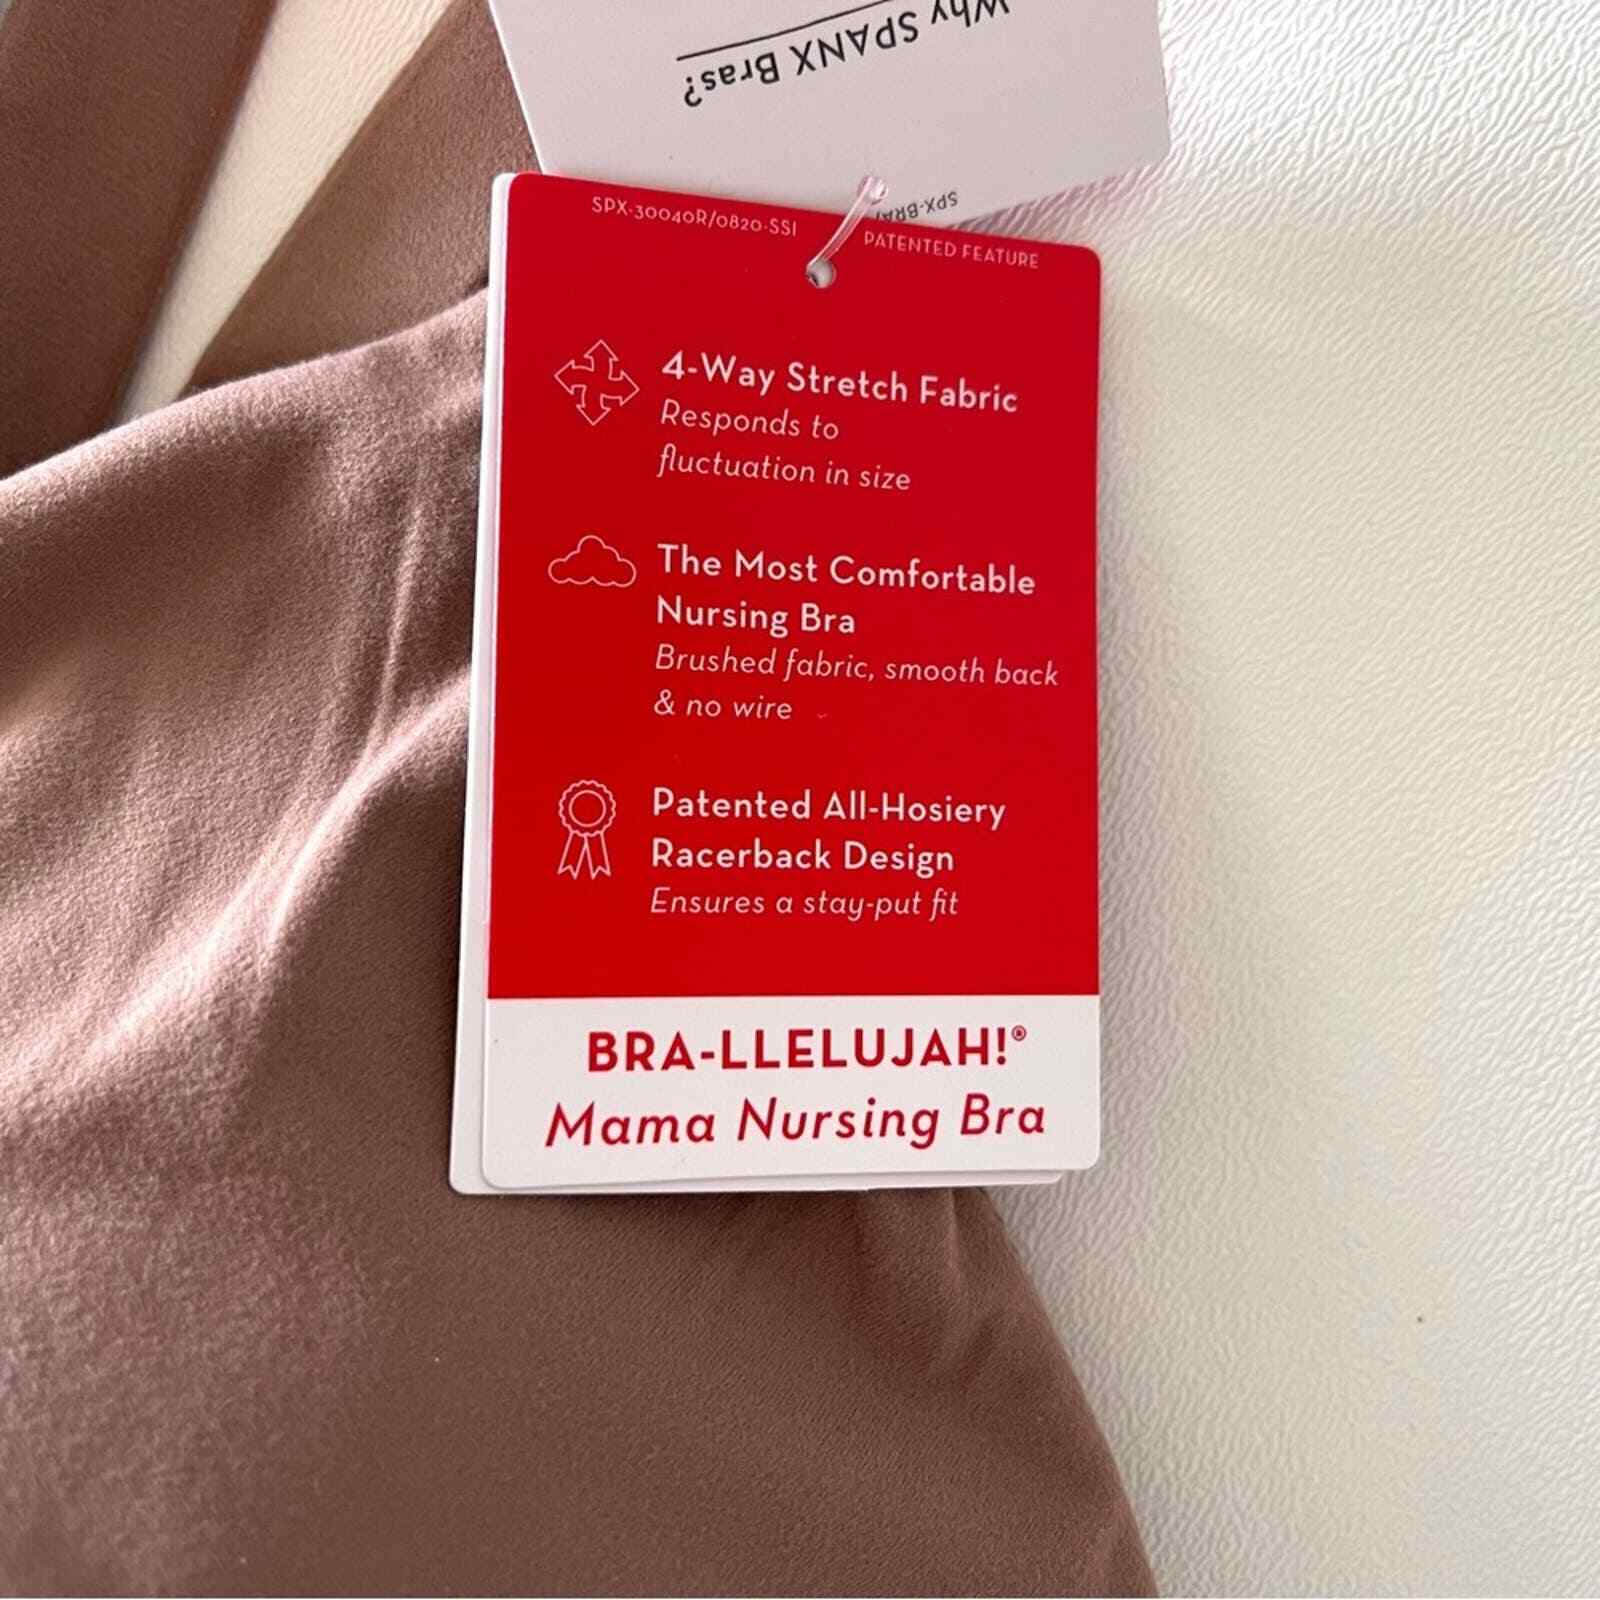 Why SPANX Bras?
SPX-BRA
SPX-30040R/0820-SSI
PATENTED FEATURE
4-Way Stretch Fabric
Responds to
fluctuation in size
The Most Comfortable
Nursing Bra
Brushed fabric, smooth back
& no wire
Patented All-Hosiery
Racerback Design
Ensures a stay-put fit
BRA-LLELUJAH!®
Mama Nursing Bra